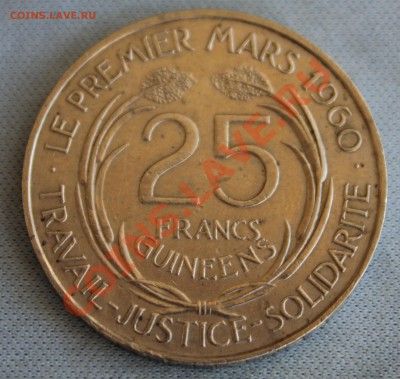 COINS.LAVE.RU
· LE PREMIER MARS 1960 ·
25
FRANCS
GUINEENS
TRAVAIL-JUSTICE-SOLIDARITE
COINS.LAVE.RU